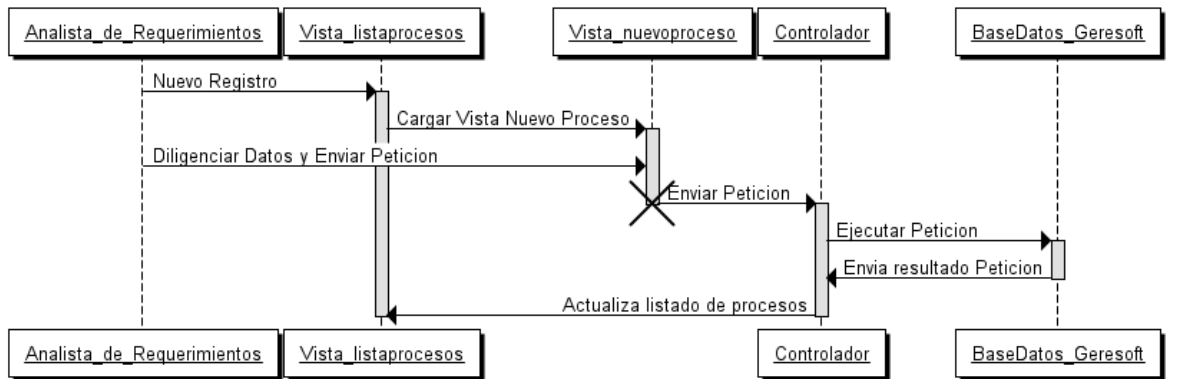 Analista_de_Requerimientos
Vista_listaprocesos
Vista_nuevoproceso
Controlador
BaseDatos_Geresoft
Nuevo Registro
Cargar Vista Nuevo Proceso
Diligenciar Datos y Enviar Peticion
Enviar Peticion
Ejecutar Peticion
Envia resultado Peticion
Actualiza listado de procesos
Analista_de_Requerimientos
Vista_listaprocesos
Controlador
BaseDatos_Geresoft